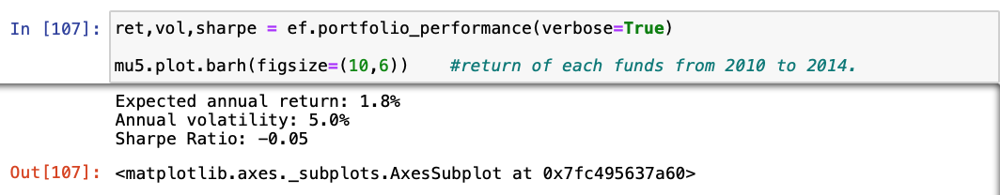 In [107]: ret,vol,sharpe = ef.portfolio_performance(verbose=True)
mu5.plot.barh(figsize=(10,6))    #return of each funds from 2010 to 2014.
Expected annual return: 1.8%
Annual volatility: 5.0%
Sharpe Ratio: -0.05
Out[107]: <matplotlib.axes._subplots.AxesSubplot at 0x7fc495637a60>